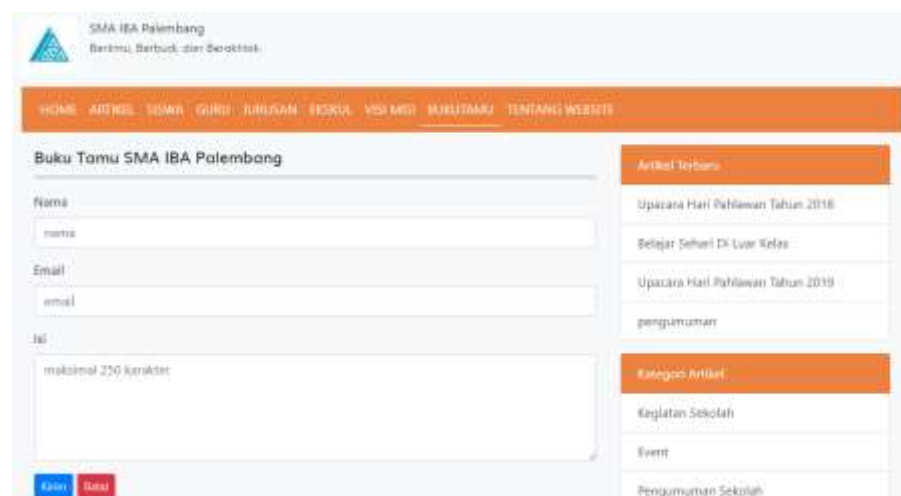 SMA IBA Palembang
Berilmu, Berbudi, dan Berakhlak
HOME ARTIKEL SISWA GURU JURUSAN EKSKUL VISI MISI BUKUTAMU TENTANG WEBSITE
Buku Tamu SMA IBA Palembang
Nama
nama
Email
email
Isi
maksimal 250 karakter
Kirim Batal
Artikel Terbaru
Upacara Hari Pahlawan Tahun 2018
Belajar Sehari Di Luar Kelas
Upacara Hari Pahlawan Tahun 2019
pengumuman
Kategori Artikel
Kegiatan Sekolah
Event
Pengumuman Sekolah